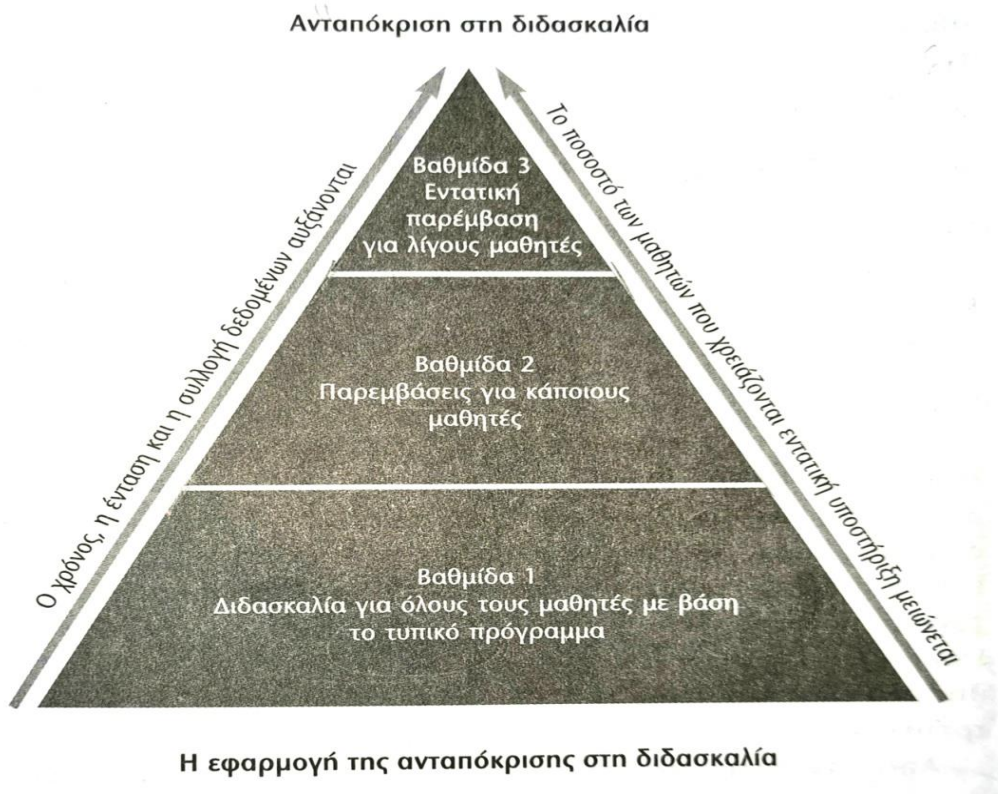 Ανταπόκριση στη διδασκαλία
Ο χρόνος, η ένταση και η συλλογή δεδομένων αυξάνονται
Το ποσοστό των μαθητών που χρειάζονται εντατική υποστήριξη μειώνεται
Βαθμίδα 3
Εντατική
παρέμβαση
για λίγους μαθητές
Βαθμίδα 2
Παρεμβάσεις για κάποιους
μαθητές
Βαθμίδα 1
Διδασκαλία για όλους τους μαθητές με βάση
το τυπικό πρόγραμμα
Η εφαρμογή της ανταπόκρισης στη διδασκαλία